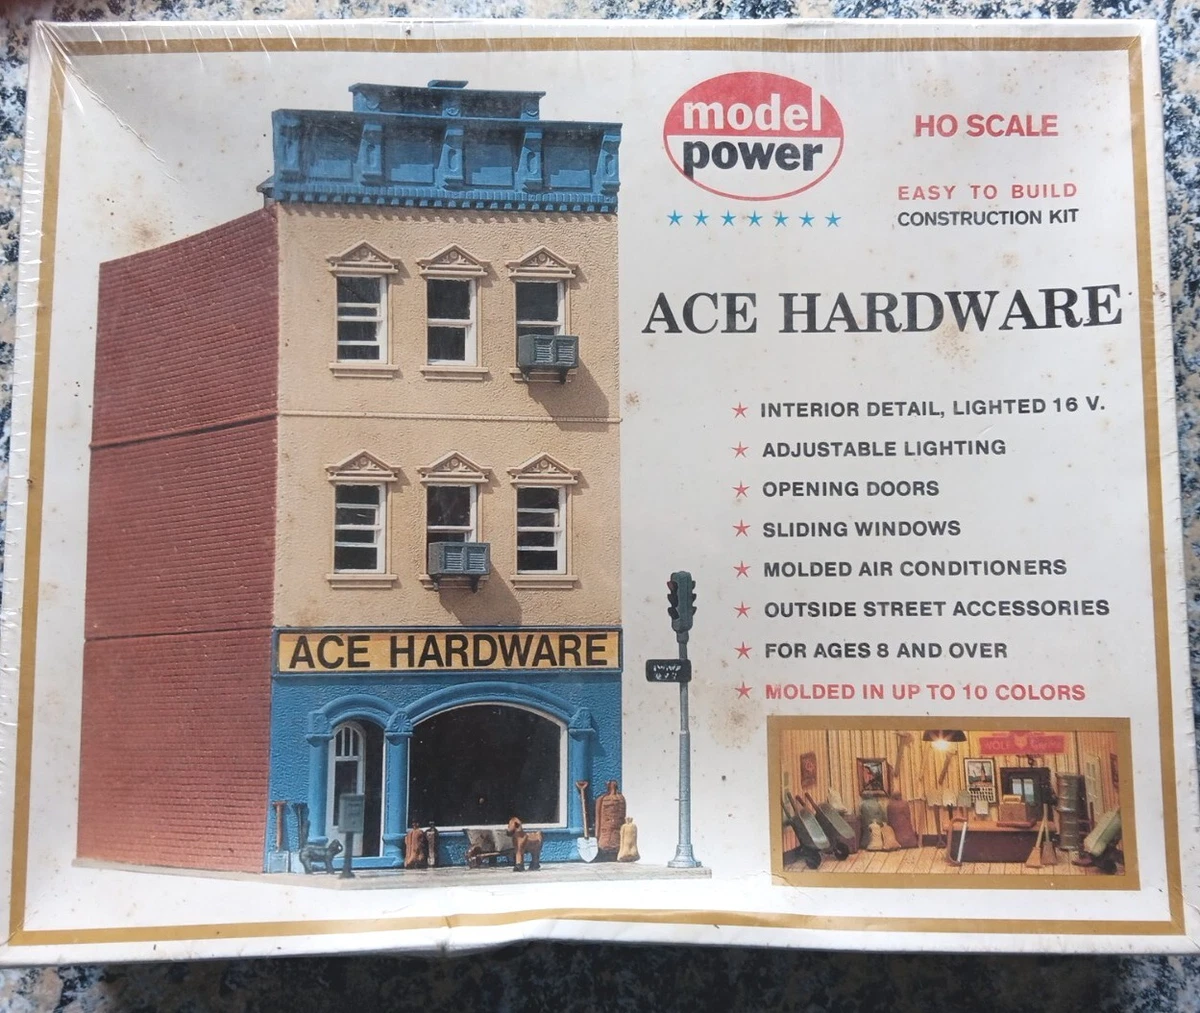 model
power
HO SCALE
EASY TO BUILD
CONSTRUCTION KIT
ACE HARDWARE
INTERIOR DETAIL, LIGHTED 16 V.
ADJUSTABLE LIGHTING
OPENING DOORS
SLIDING WINDOWS
MOLDED AIR CONDITIONERS
OUTSIDE STREET ACCESSORIES
FOR AGES 8 AND OVER
MOLDED IN UP TO 10 COLORS
ACE HARDWARE